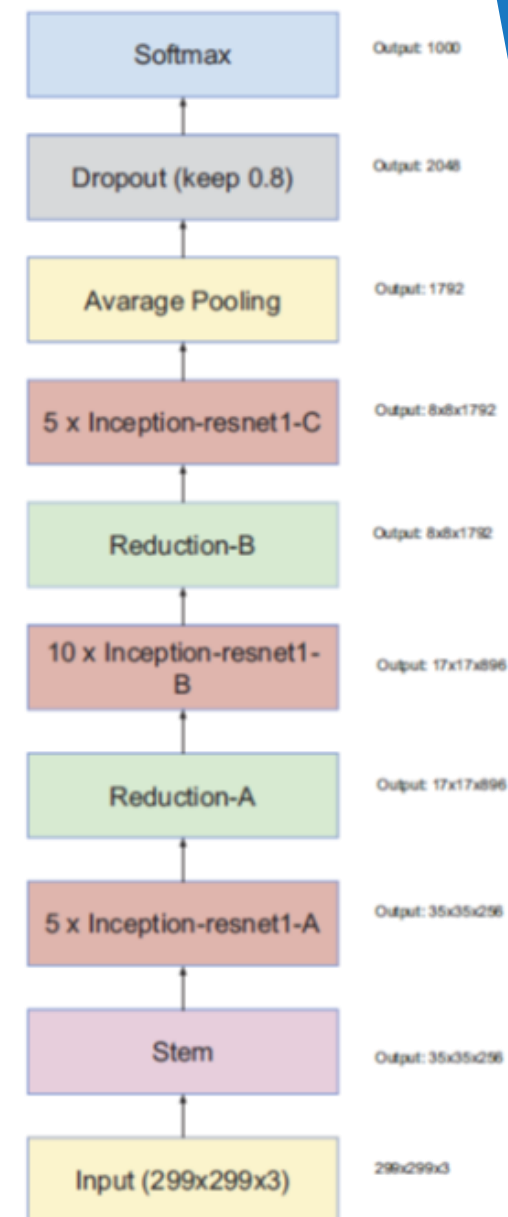 Softmax
Output: 1000
Dropout (keep 0.8)
Output: 2048
Avarage Pooling
Output: 1792
5 x Inception-resnet1-C
Output: 8x8x1792
Reduction-B
Output: 8x8x1792
10 x Inception-resnet1-
B
Output: 17x17x896
Reduction-A
Output: 17x17x896
5 x Inception-resnet1-A
Output: 35x35x256
Stem
Output: 35x35x256
Input (299x299x3)
299x299x3